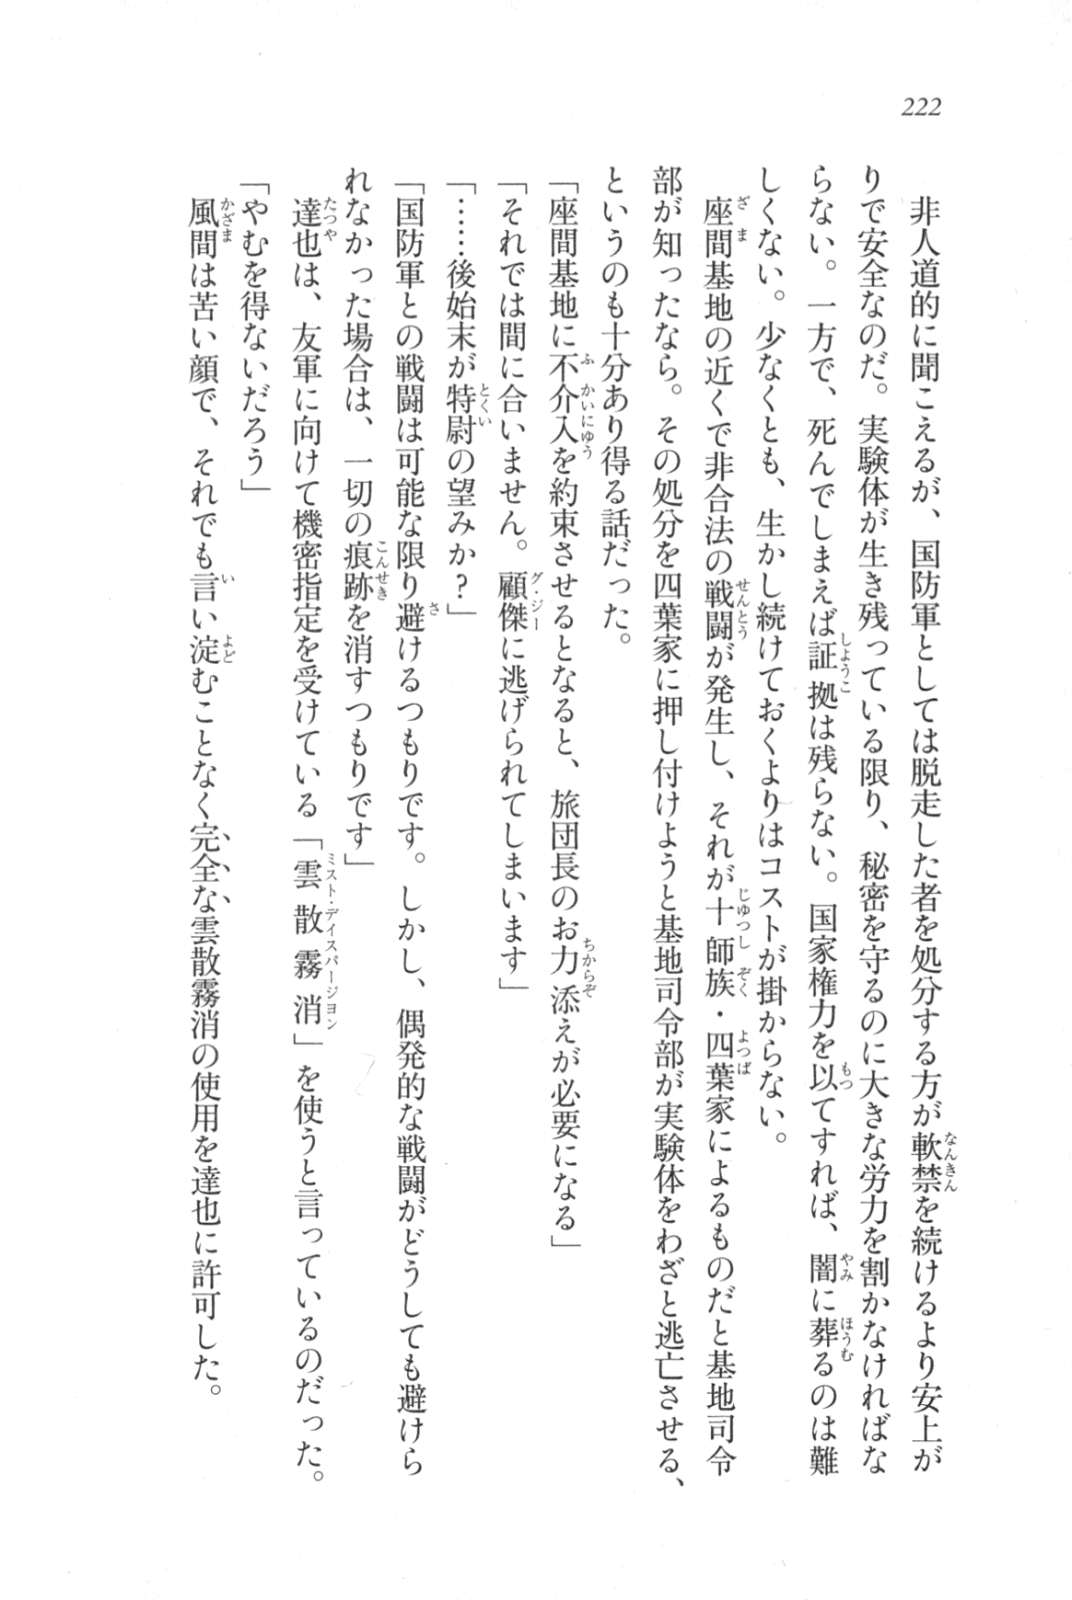 222
　非人道的に聞こえるが、国防軍としては脱走した者を処分する方が軟禁を続けるより安上が
りで安全なのだ。実験体が生き残っている限り、秘密を守るのに大きな労力を割かなければな
らない。一方で、死んでしまえば証拠は残らない。国家権力を以てすれば、闇に葬るのは難
しくない。少なくとも、生かし続けておくよりはコストが掛からない。
　座間基地の近くで非合法の戦闘が発生し、それが十師族・四葉家によるものだと基地司令
部が知ったなら。その処分を四葉家に押し付けようと基地司令部が実験体をわざと逃亡させる、
というのも十分あり得る話だった。
「座間基地に不介入を約束させるとなると、旅団長のお力添えが必要になる」
「それでは間に合いません。顧傑に逃げられてしまいます」
「……後始末が特尉の望みか？」
「国防軍との戦闘は可能な限り避けるつもりです。しかし、偶発的な戦闘がどうしても避けら
れなかった場合は、一切の痕跡を消すつもりです」
　達也は、友軍に向けて機密指定を受けている「雲散霧消」を使うと言っているのだった。
「やむを得ないだろう」
　風間は苦い顔で、それでも言い淀むことなく完全な雲散霧消の使用を達也に許可した。